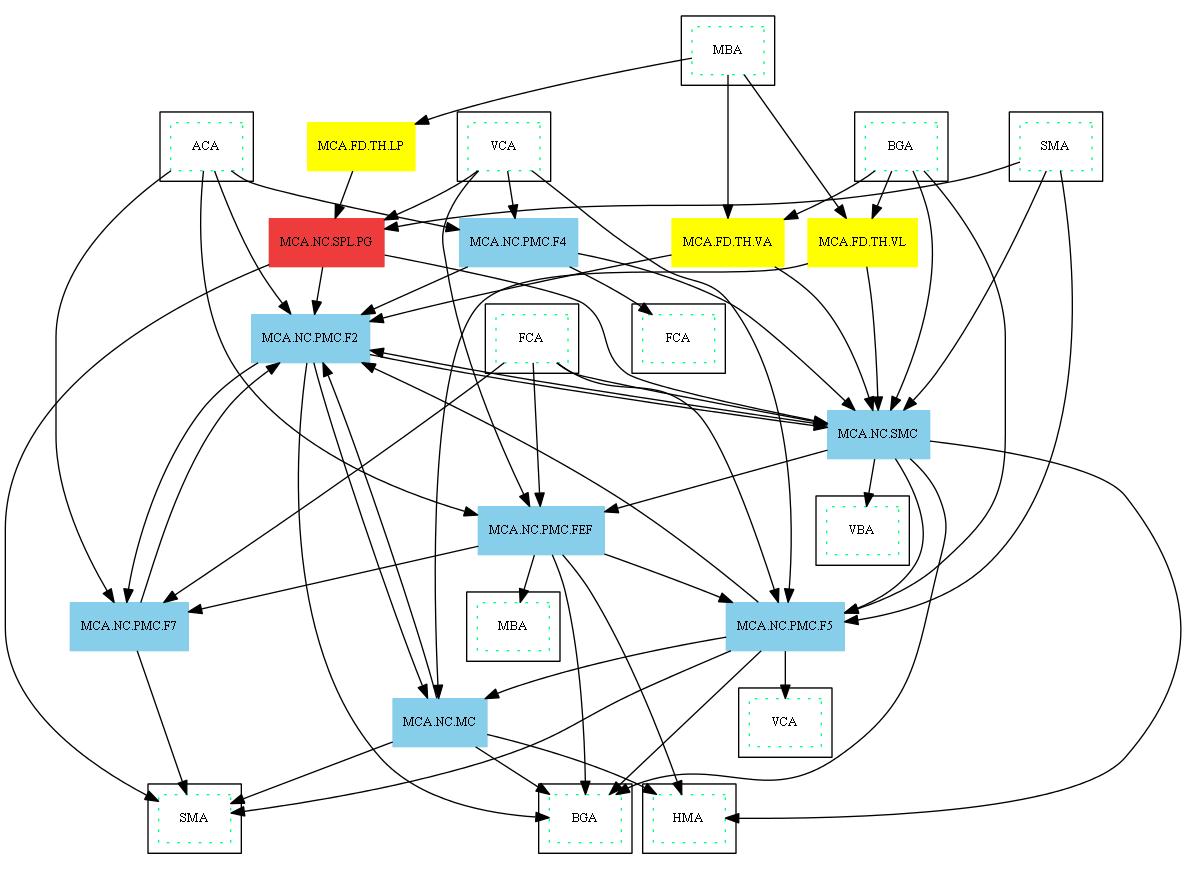 MBA
ACA
MCA.FD.TH.LP
VCA
BGA
SMA
MCA.NC.SPL.PG
MCA.NC.PMC.F4
MCA.FD.TH.VA
MCA.FD.TH.VL
MCA.NC.PMC.F2
FCA
FCA
MCA.NC.SMC
MCA.NC.PMC.FEF
VBA
MCA.NC.PMC.F7
MBA
MCA.NC.PMC.F5
MCA.NC.MC
VCA
SMA
BGA
HMA